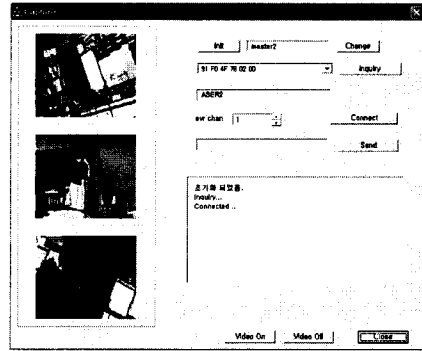 Init master2 Change
91 F0 4F 76 02 00 Inquiry
ASER2
svr chan 1 Connect
Send
초기화 되었음.
Inquiry...
Connected ..
Video On Video Off Close